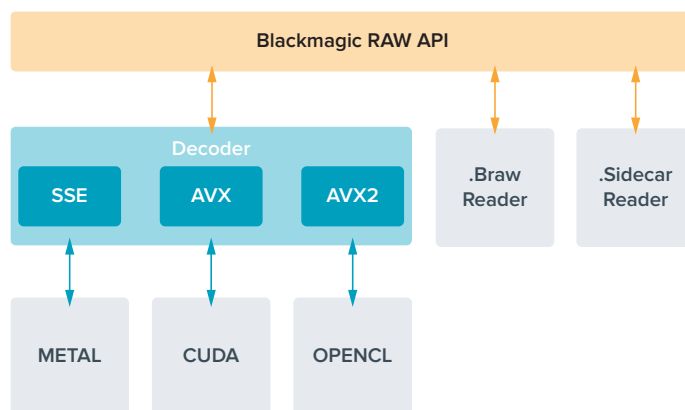 Blackmagic RAW API
Decoder
SSE
AVX
AVX2
.Braw
Reader
.Sidecar
Reader
METAL
CUDA
OPENCL